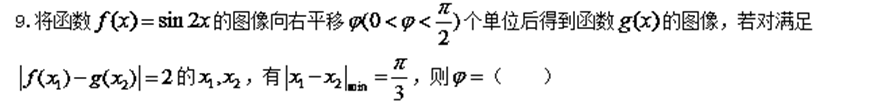 9.将函数 f(x)=sin 2x 的图像向右平移 φ(0<φ<π/2) 个单位后得到函数 g(x) 的图像，若对满足
|f(x₁)−g(x₂)|=2 的 x₁、x₂，有 |x₁−x₂|min = π/3，则 φ=（ ）